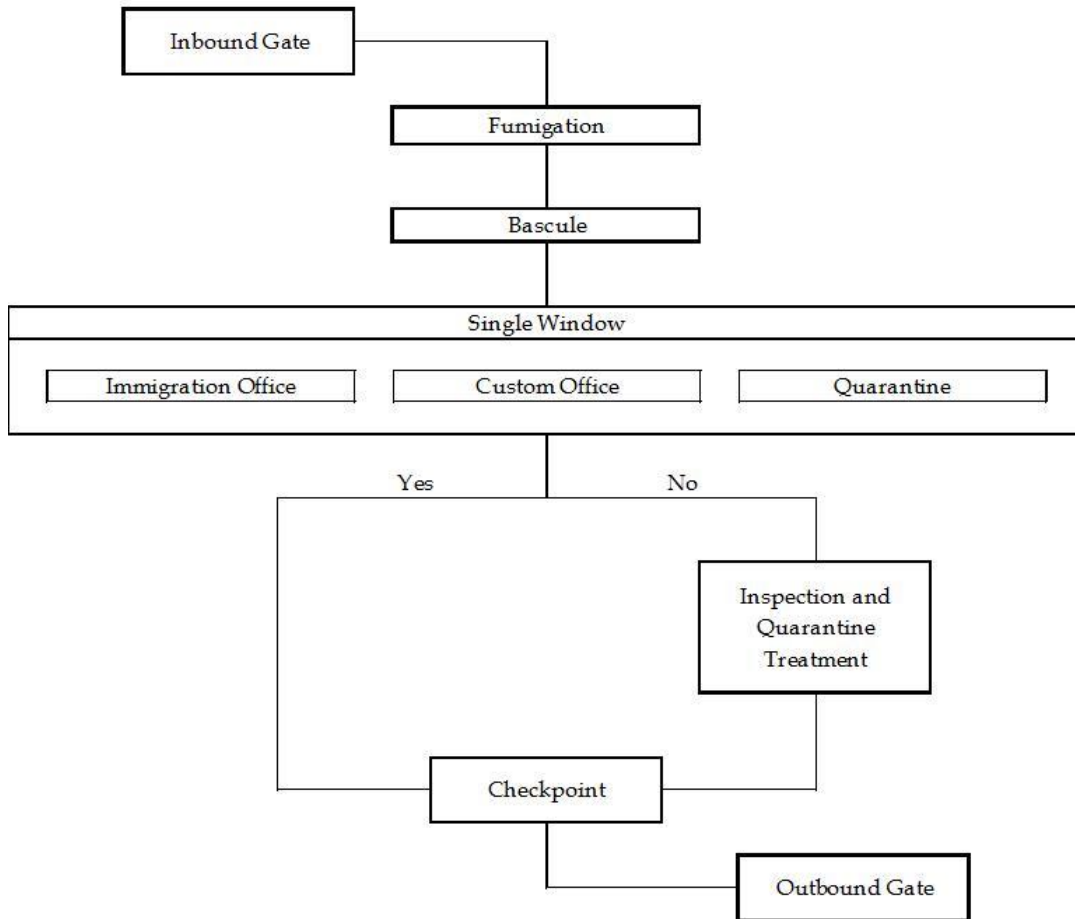 Inbound Gate
Fumigation
Bascule
Single Window
Immigration Office
Custom Office
Quarantine
Yes
No
Inspection and
Quarantine
Treatment
Checkpoint
Outbound Gate